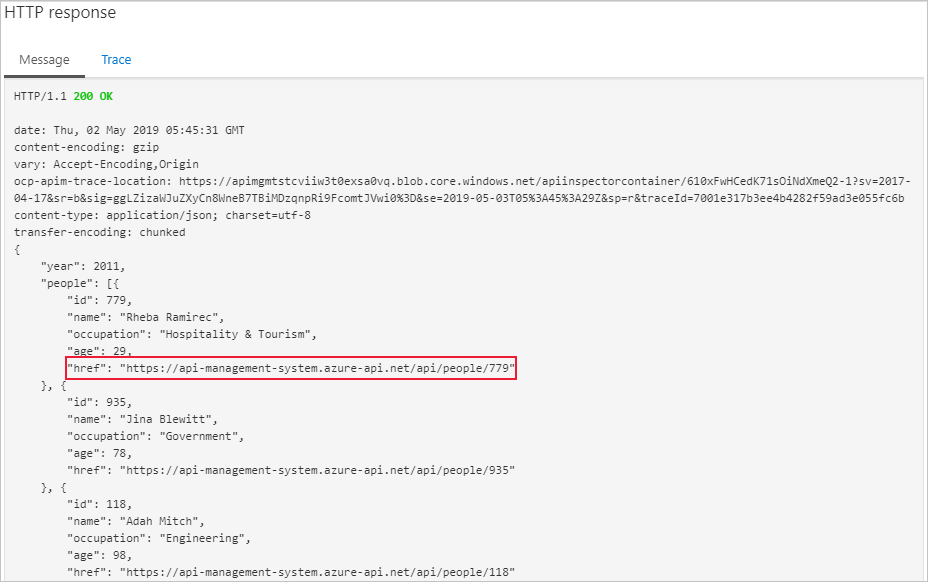 HTTP response
Message Trace
HTTP/1.1 200 OK
date: Thu, 02 May 2019 05:45:31 GMT
content-encoding: gzip
vary: Accept-Encoding,Origin
ocp-apim-trace-location: https://apimgmtstcviiw3t0exsa0vq.blob.core.windows.net/apiinspectorcontainer/610xFwHCedK71sOiNdXmeQ2-1?sv=2017-
04-17&sr=b&sig=ggLZizaWJuZXyCn8WneB7TBiMDzqnpRi9FcomtJVwi0%3D&se=2019-05-03T05%3A45%3A29Z&sp=r&traceId=7001e317b3ee4b4282f59ad3e055fc6b
content-type: application/json; charset=utf-8
transfer-encoding: chunked
{
    "year": 2011,
    "people": [{
        "id": 779,
        "name": "Rheba Ramirec",
        "occupation": "Hospitality & Tourism",
        "age": 29,
        "href": "https://api-management-system.azure-api.net/api/people/779"
    }, {
        "id": 935,
        "name": "Jina Blewitt",
        "occupation": "Government",
        "age": 78,
        "href": "https://api-management-system.azure-api.net/api/people/935"
    }, {
        "id": 118,
        "name": "Adah Mitch",
        "occupation": "Engineering",
        "age": 98,
        "href": "https://api-management-system.azure-api.net/api/people/118"